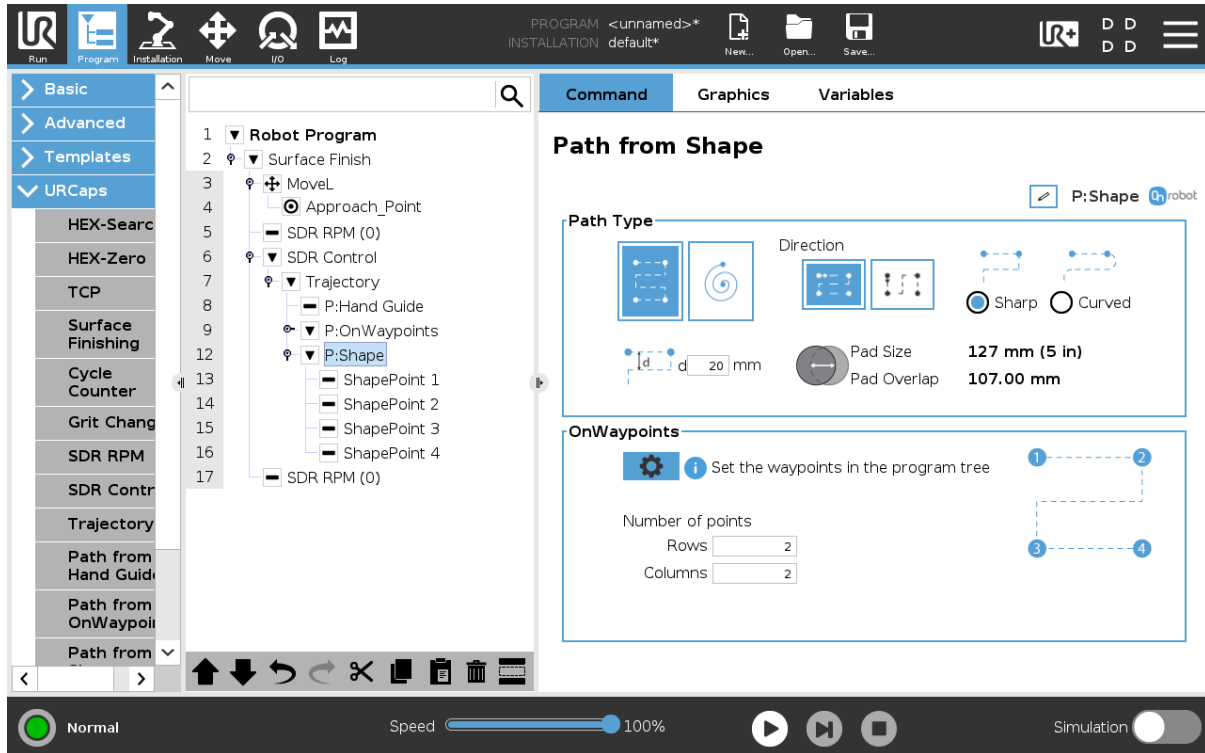 PROGRAM <unnamed>*
INSTALLATION default*
Run Program Installation Move I/O Log New... Open... Save...
UR+
D D
D D
Basic
Advanced
Templates
URCaps
HEX-Searc
HEX-Zero
TCP
Surface
Finishing
Cycle
Counter
Grit Chang
SDR RPM
SDR Contr
Trajectory
Path from
Hand Guid
Path from
OnWaypoi
Path from
1 Robot Program
2 Surface Finish
3 MoveL
4 Approach_Point
5 SDR RPM (0)
6 SDR Control
7 Trajectory
8 P:Hand Guide
9 P:OnWaypoints
12 P:Shape
13 ShapePoint 1
14 ShapePoint 2
15 ShapePoint 3
16 ShapePoint 4
17 SDR RPM (0)
Command Graphics Variables
Path from Shape
P:Shape On robot
Path Type
Direction
Sharp Curved
d d 20 mm
Pad Size 127 mm (5 in)
Pad Overlap 107.00 mm
OnWaypoints
i Set the waypoints in the program tree
1 2
3 4
Number of points
Rows 2
Columns 2
Normal
Speed 100%
Simulation